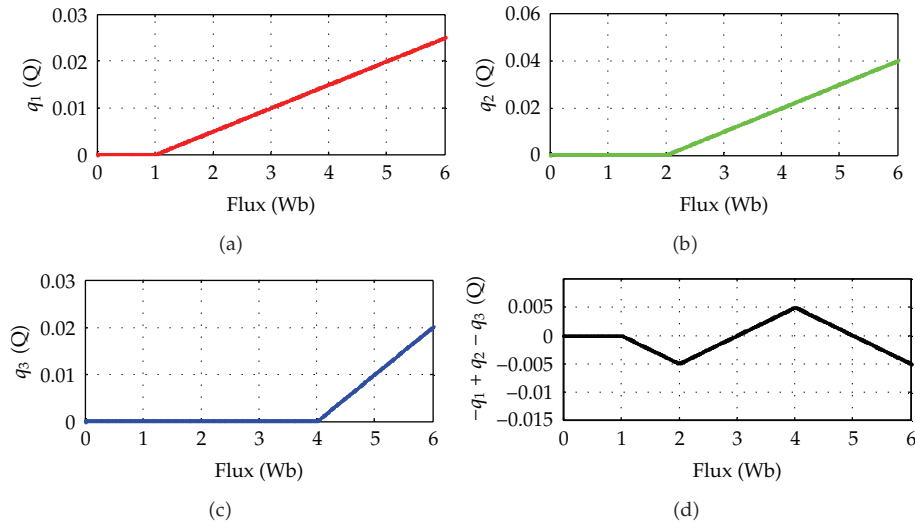 0.03
0.02
0.01
0
q1 (Q)
0 1 2 3 4 5 6
Flux (Wb)
(a)
0.06
0.04
0.02
0
q2 (Q)
0 1 2 3 4 5 6
Flux (Wb)
(b)
0.03
0.02
0.01
0
q3 (Q)
0 1 2 3 4 5 6
Flux (Wb)
(c)
0.005
0
−0.005
−0.01
−0.015
−q1 + q2 − q3 (Q)
0 1 2 3 4 5 6
Flux (Wb)
(d)